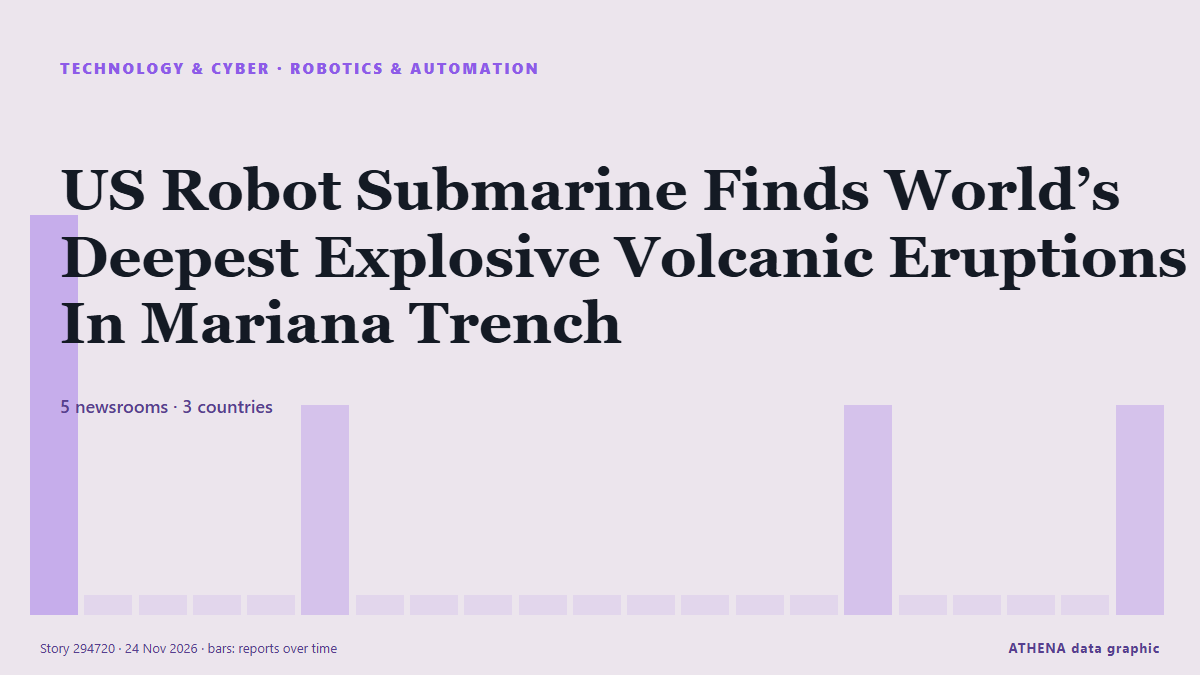 TECHNOLOGY & CYBER · ROBOTICS & AUTOMATION
US Robot Submarine Finds World’s
Deepest Explosive Volcanic Eruptions
In Mariana Trench
5 newsrooms · 3 countries
Story 294720 · 24 Nov 2026 · bars: reports over time
ATHENA data graphic